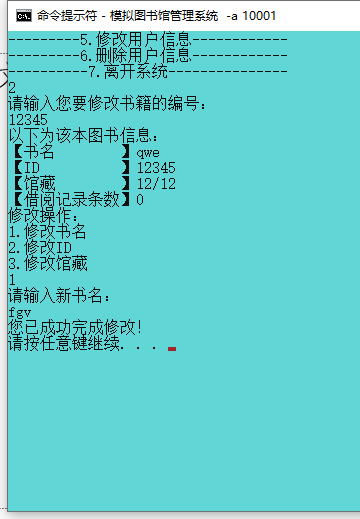 命令提示符 - 模拟图书馆管理系统 -a 10001
---------5.修改用户信息------------
---------6.删除用户信息------------
----------7.离开系统---------------
2
请输入您要修改书籍的编号:
12345
以下为该本图书信息:
【书名 】qwe
【ID 】12345
【馆藏 】12/12
【借阅记录条数】0
修改操作:
1.修改书名
2.修改ID
3.修改馆藏
1
请输入新书名:
fgv
您已成功完成修改!
请按任意键继续. . .